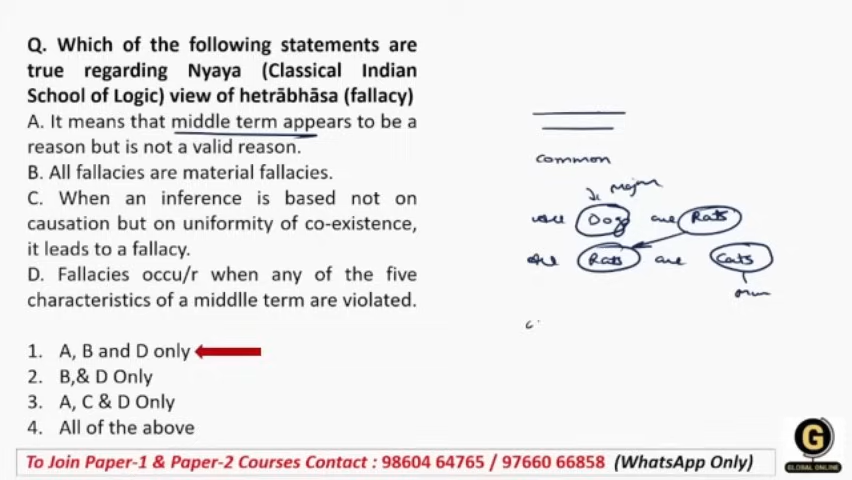 Q. Which of the following statements are
true regarding Nyaya (Classical Indian
School of Logic) view of hetrābhāsa (fallacy)
A. It means that middle term appears to be a
reason but is not a valid reason.
B. All fallacies are material fallacies.
C. When an inference is based not on
causation but on uniformity of co-existence,
it leads to a fallacy.
D. Fallacies occu/r when any of the five
characteristics of a middlle term are violated.
1. A, B and D only
2. B,& D Only
3. A, C & D Only
4. All of the above
common
Major
All Dogs are Rats
All Rats are Cats
G
GLOBAL ONLINE
To Join Paper-1 & Paper-2 Courses Contact : 98604 64765 / 97660 66858 (WhatsApp Only)